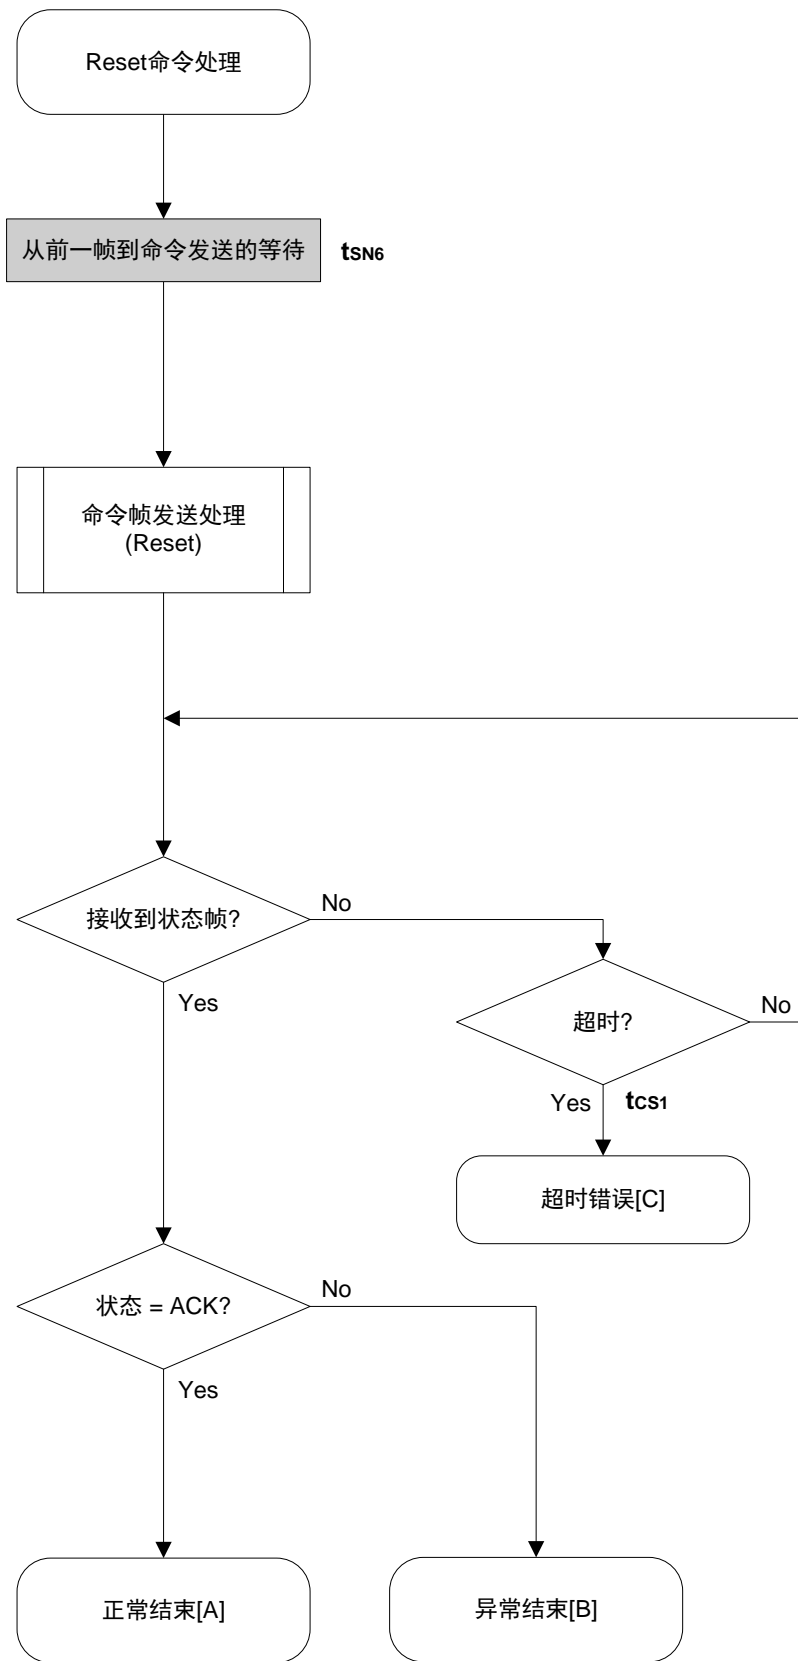 Reset命令处理
从前一帧到命令发送的等待
tSN6
命令帧发送处理
(Reset)
接收到状态帧?
No
Yes
超时?
No
Yes
tCS1
超时错误[C]
状态 = ACK?
No
Yes
正常结束[A]
异常结束[B]